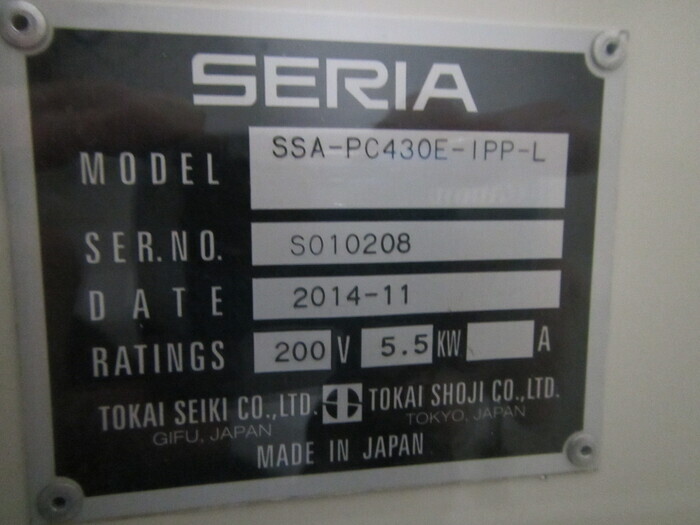 SERIA
MODEL SSA-PC430E-IPP-L
SER.NO. S010208
DATE 2014-11
RATINGS 200 V 5.5 KW A
TOKAI SEIKI CO.,LTD. TOKAI SHOJI CO.,LTD.
GIFU, JAPAN TOKYO, JAPAN
MADE IN JAPAN